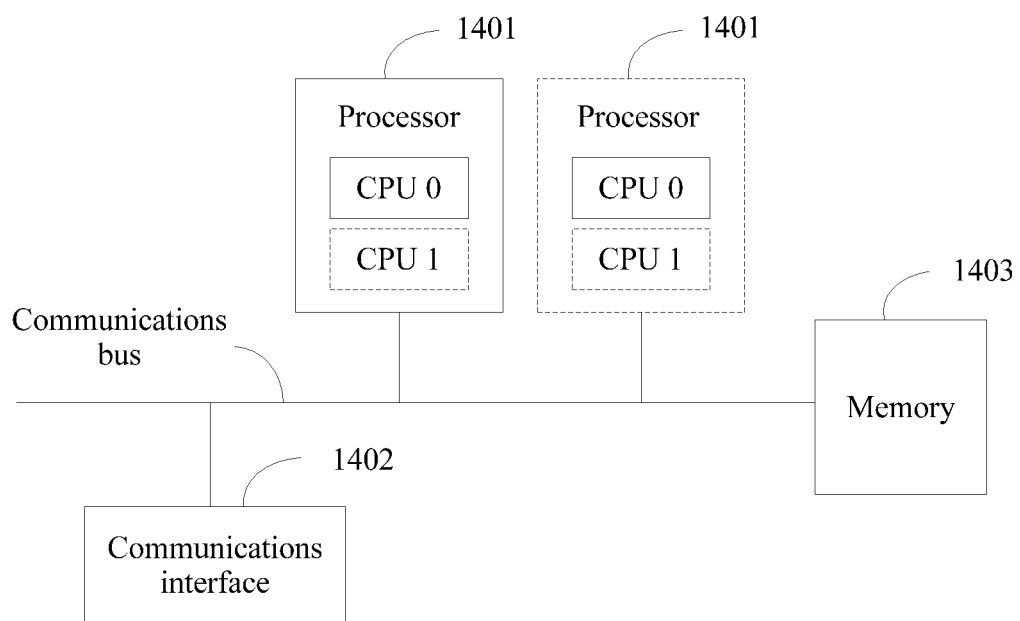 1401
1401
Processor
Processor
CPU 0
CPU 0
CPU 1
CPU 1
1403
Communications
bus
Memory
1402
Communications
interface